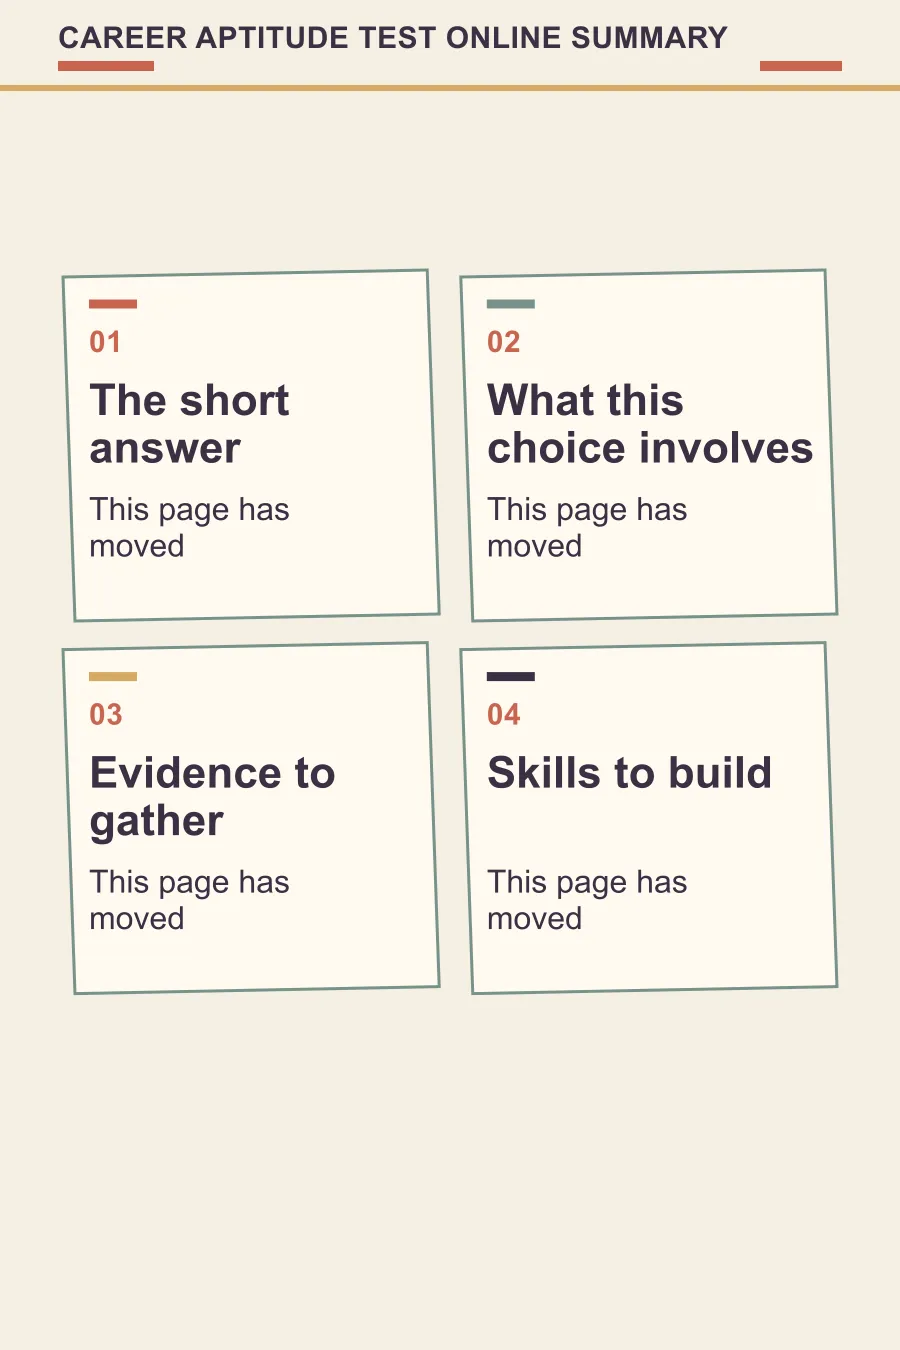 CAREER APTITUDE TEST ONLINE SUMMARY
01
The short
answer
This page has
moved
02
What this
choice involves
This page has
moved
03
Evidence to
gather
This page has
moved
04
Skills to build
This page has
moved